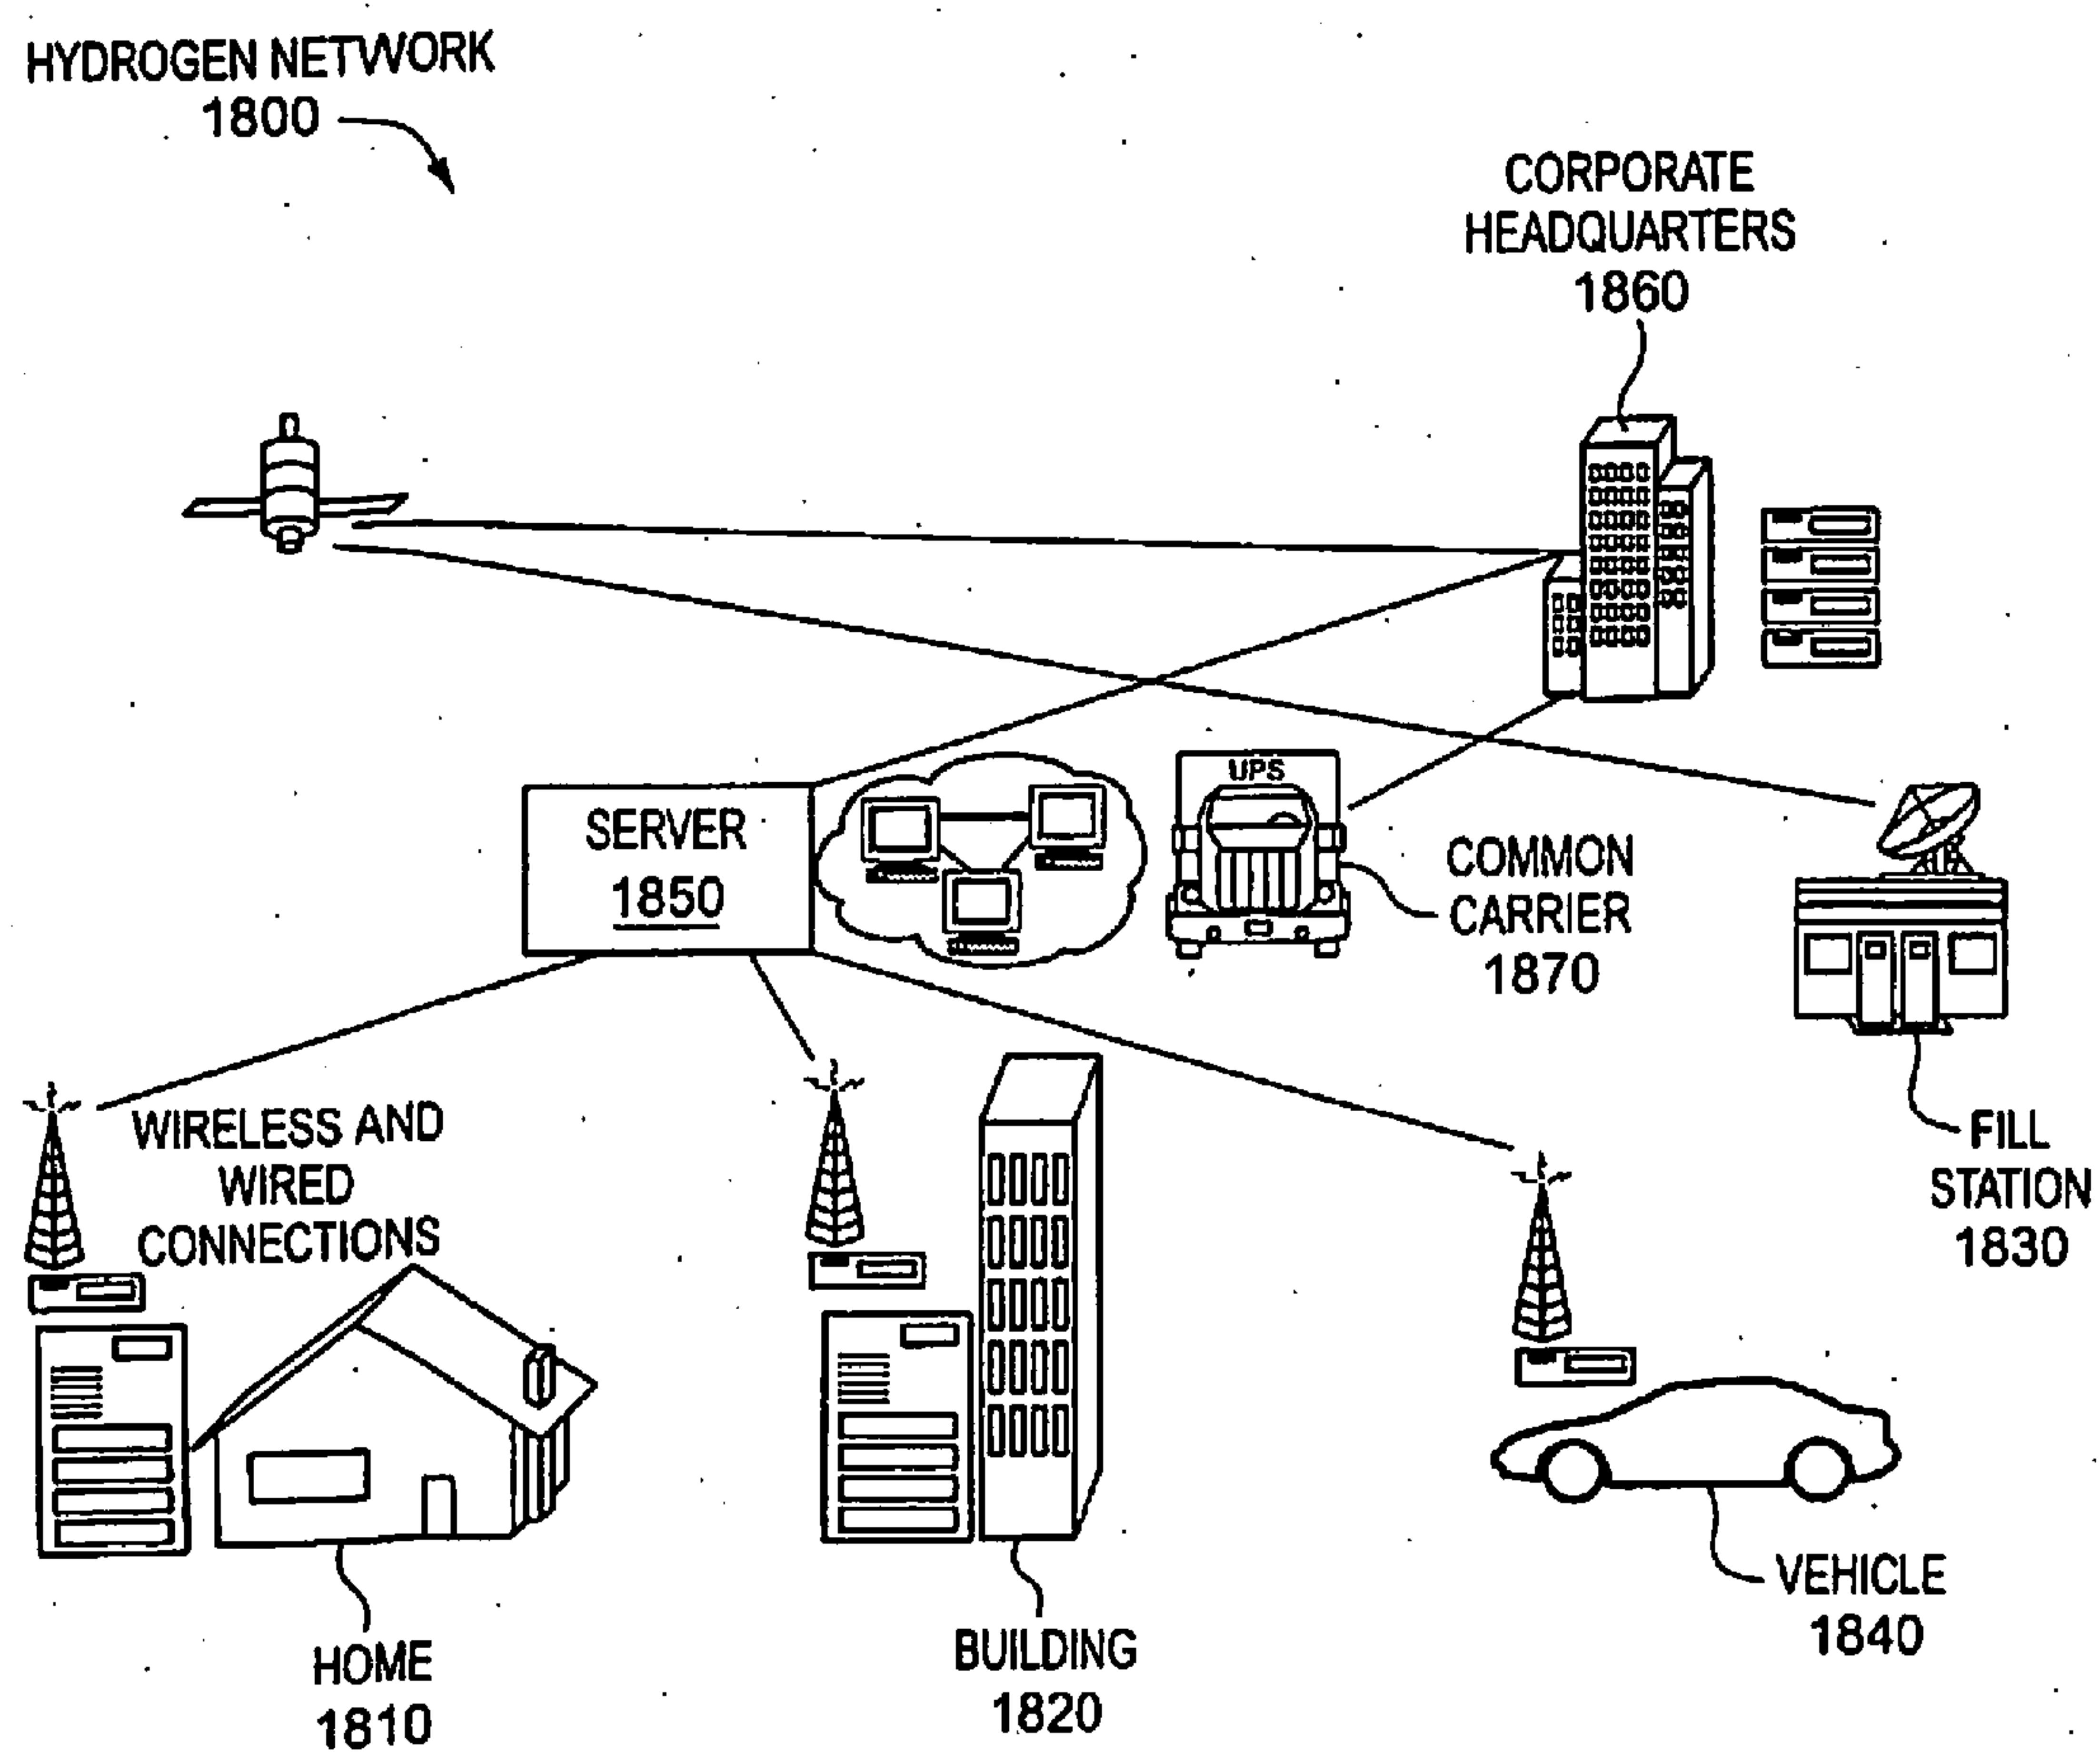 HYDROGEN NETWORK
1800
CORPORATE
HEADQUARTERS
1860
SERVER
1850
UPS
COMMON
CARRIER
1870
WIRELESS AND
WIRED
CONNECTIONS
FILL
STATION
1830
HOME
1810
BUILDING
1820
VEHICLE
1840